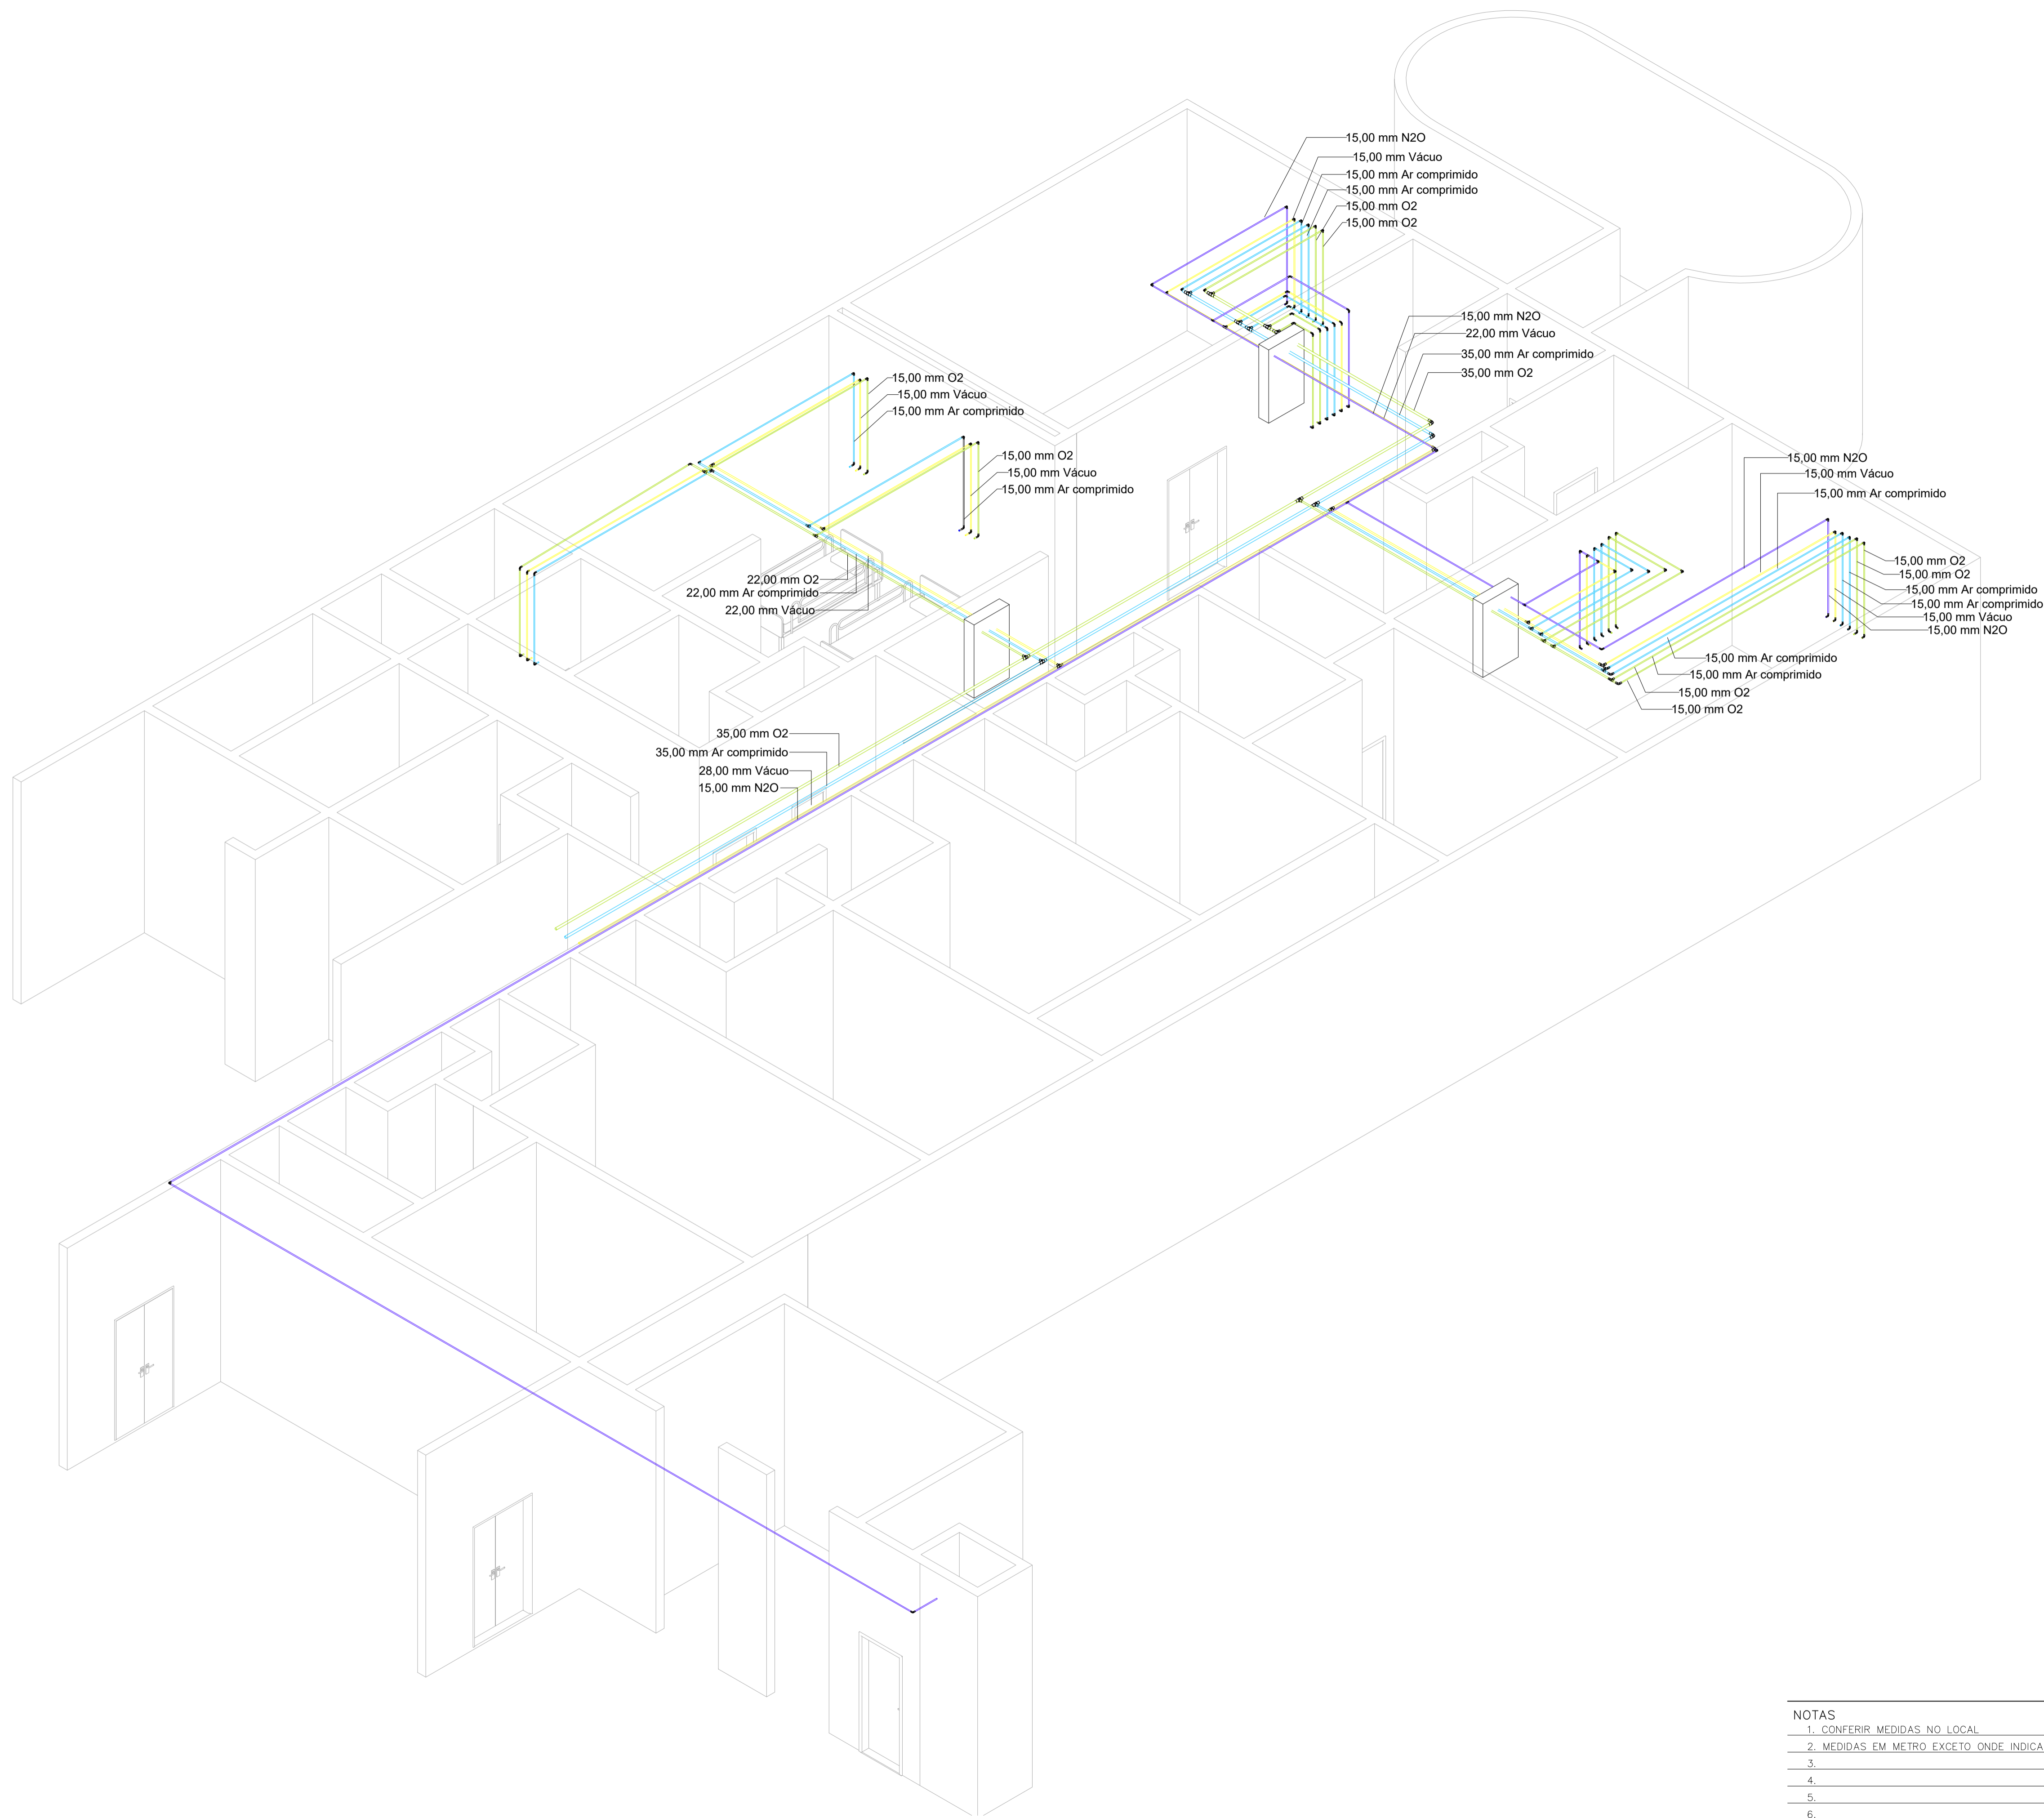 15,00 mm N2O
15,00 mm Vácuo
15,00 mm Ar comprimido
15,00 mm Ar comprimido
15,00 mm O2
15,00 mm O2
15,00 mm N2O
22,00 mm Vácuo
35,00 mm Ar comprimido
35,00 mm O2
15,00 mm O2
15,00 mm Vácuo
15,00 mm Ar comprimido
15,00 mm O2
15,00 mm Vácuo
15,00 mm Ar comprimido
15,00 mm N2O
15,00 mm Vácuo
15,00 mm Ar comprimido
22,00 mm O2
22,00 mm Ar comprimido
22,00 mm Vácuo
15,00 mm O2
15,00 mm O2
15,00 mm Ar comprimido
15,00 mm Ar comprimido
15,00 mm Vácuo
15,00 mm N2O
15,00 mm Ar comprimido
15,00 mm Ar comprimido
15,00 mm O2
15,00 mm O2
35,00 mm O2
35,00 mm Ar comprimido
28,00 mm Vácuo
15,00 mm N2O
NOTAS
1. CONFERIR MEDIDAS NO LOCAL
2. MEDIDAS EM METRO EXCETO ONDE INDICA
3.
4.
5.
6.